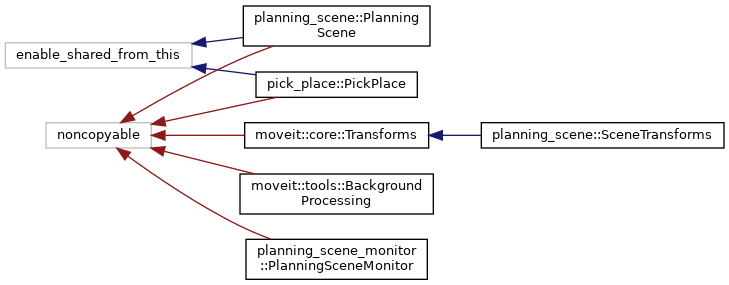 planning_scene::Planning
Scene
enable_shared_from_this
pick_place::PickPlace
noncopyable
moveit::core::Transforms
planning_scene::SceneTransforms
moveit::tools::Background
Processing
planning_scene_monitor
::PlanningSceneMonitor